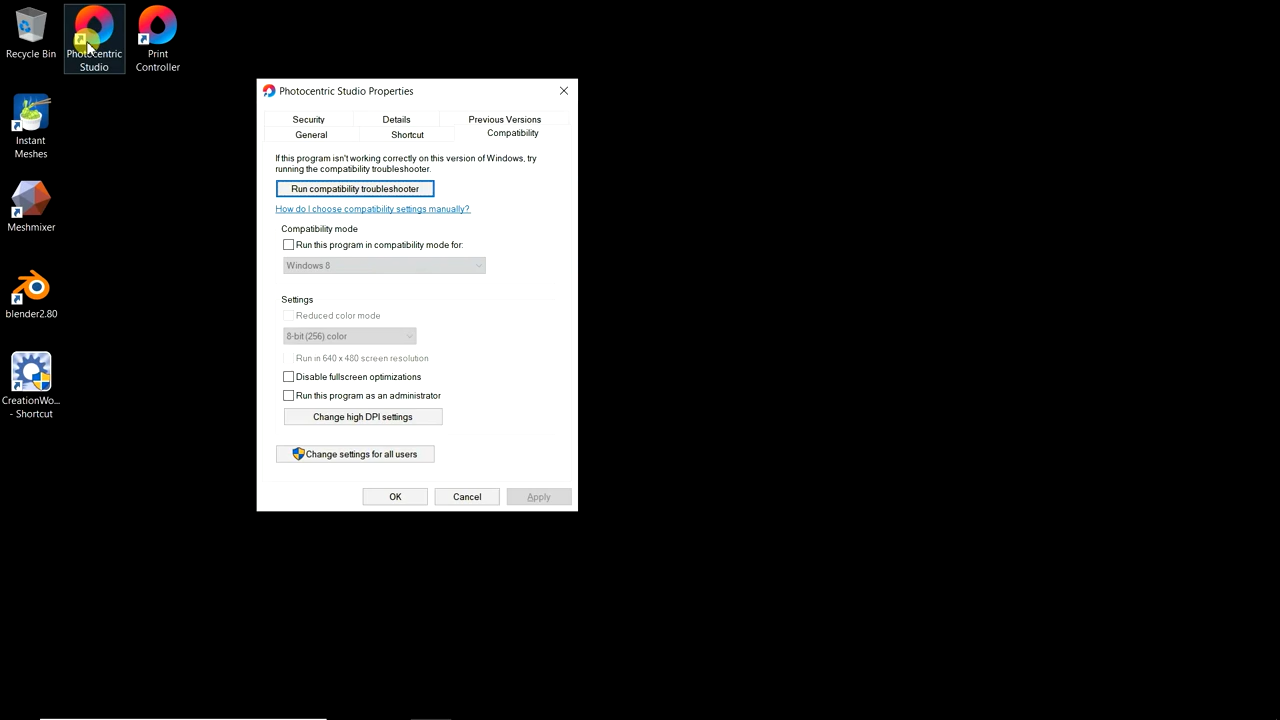 Recycle Bin
Photocentric
Studio
Print
Controller
Instant
Meshes
Meshmixer
blender2.80
CreationWo...
- Shortcut
Photocentric Studio Properties
Security
Details
Previous Versions
General
Shortcut
Compatibility
If this program isn't working correctly on this version of Windows, try
running the compatibility troubleshooter.
Run compatibility troubleshooter
How do I choose compatibility settings manually?
Compatibility mode
Run this program in compatibility mode for:
Windows 8
Settings
Reduced color mode
8-bit (256) color
Run in 640 x 480 screen resolution
Disable fullscreen optimizations
Run this program as an administrator
Change high DPI settings
Change settings for all users
OK
Cancel
Apply